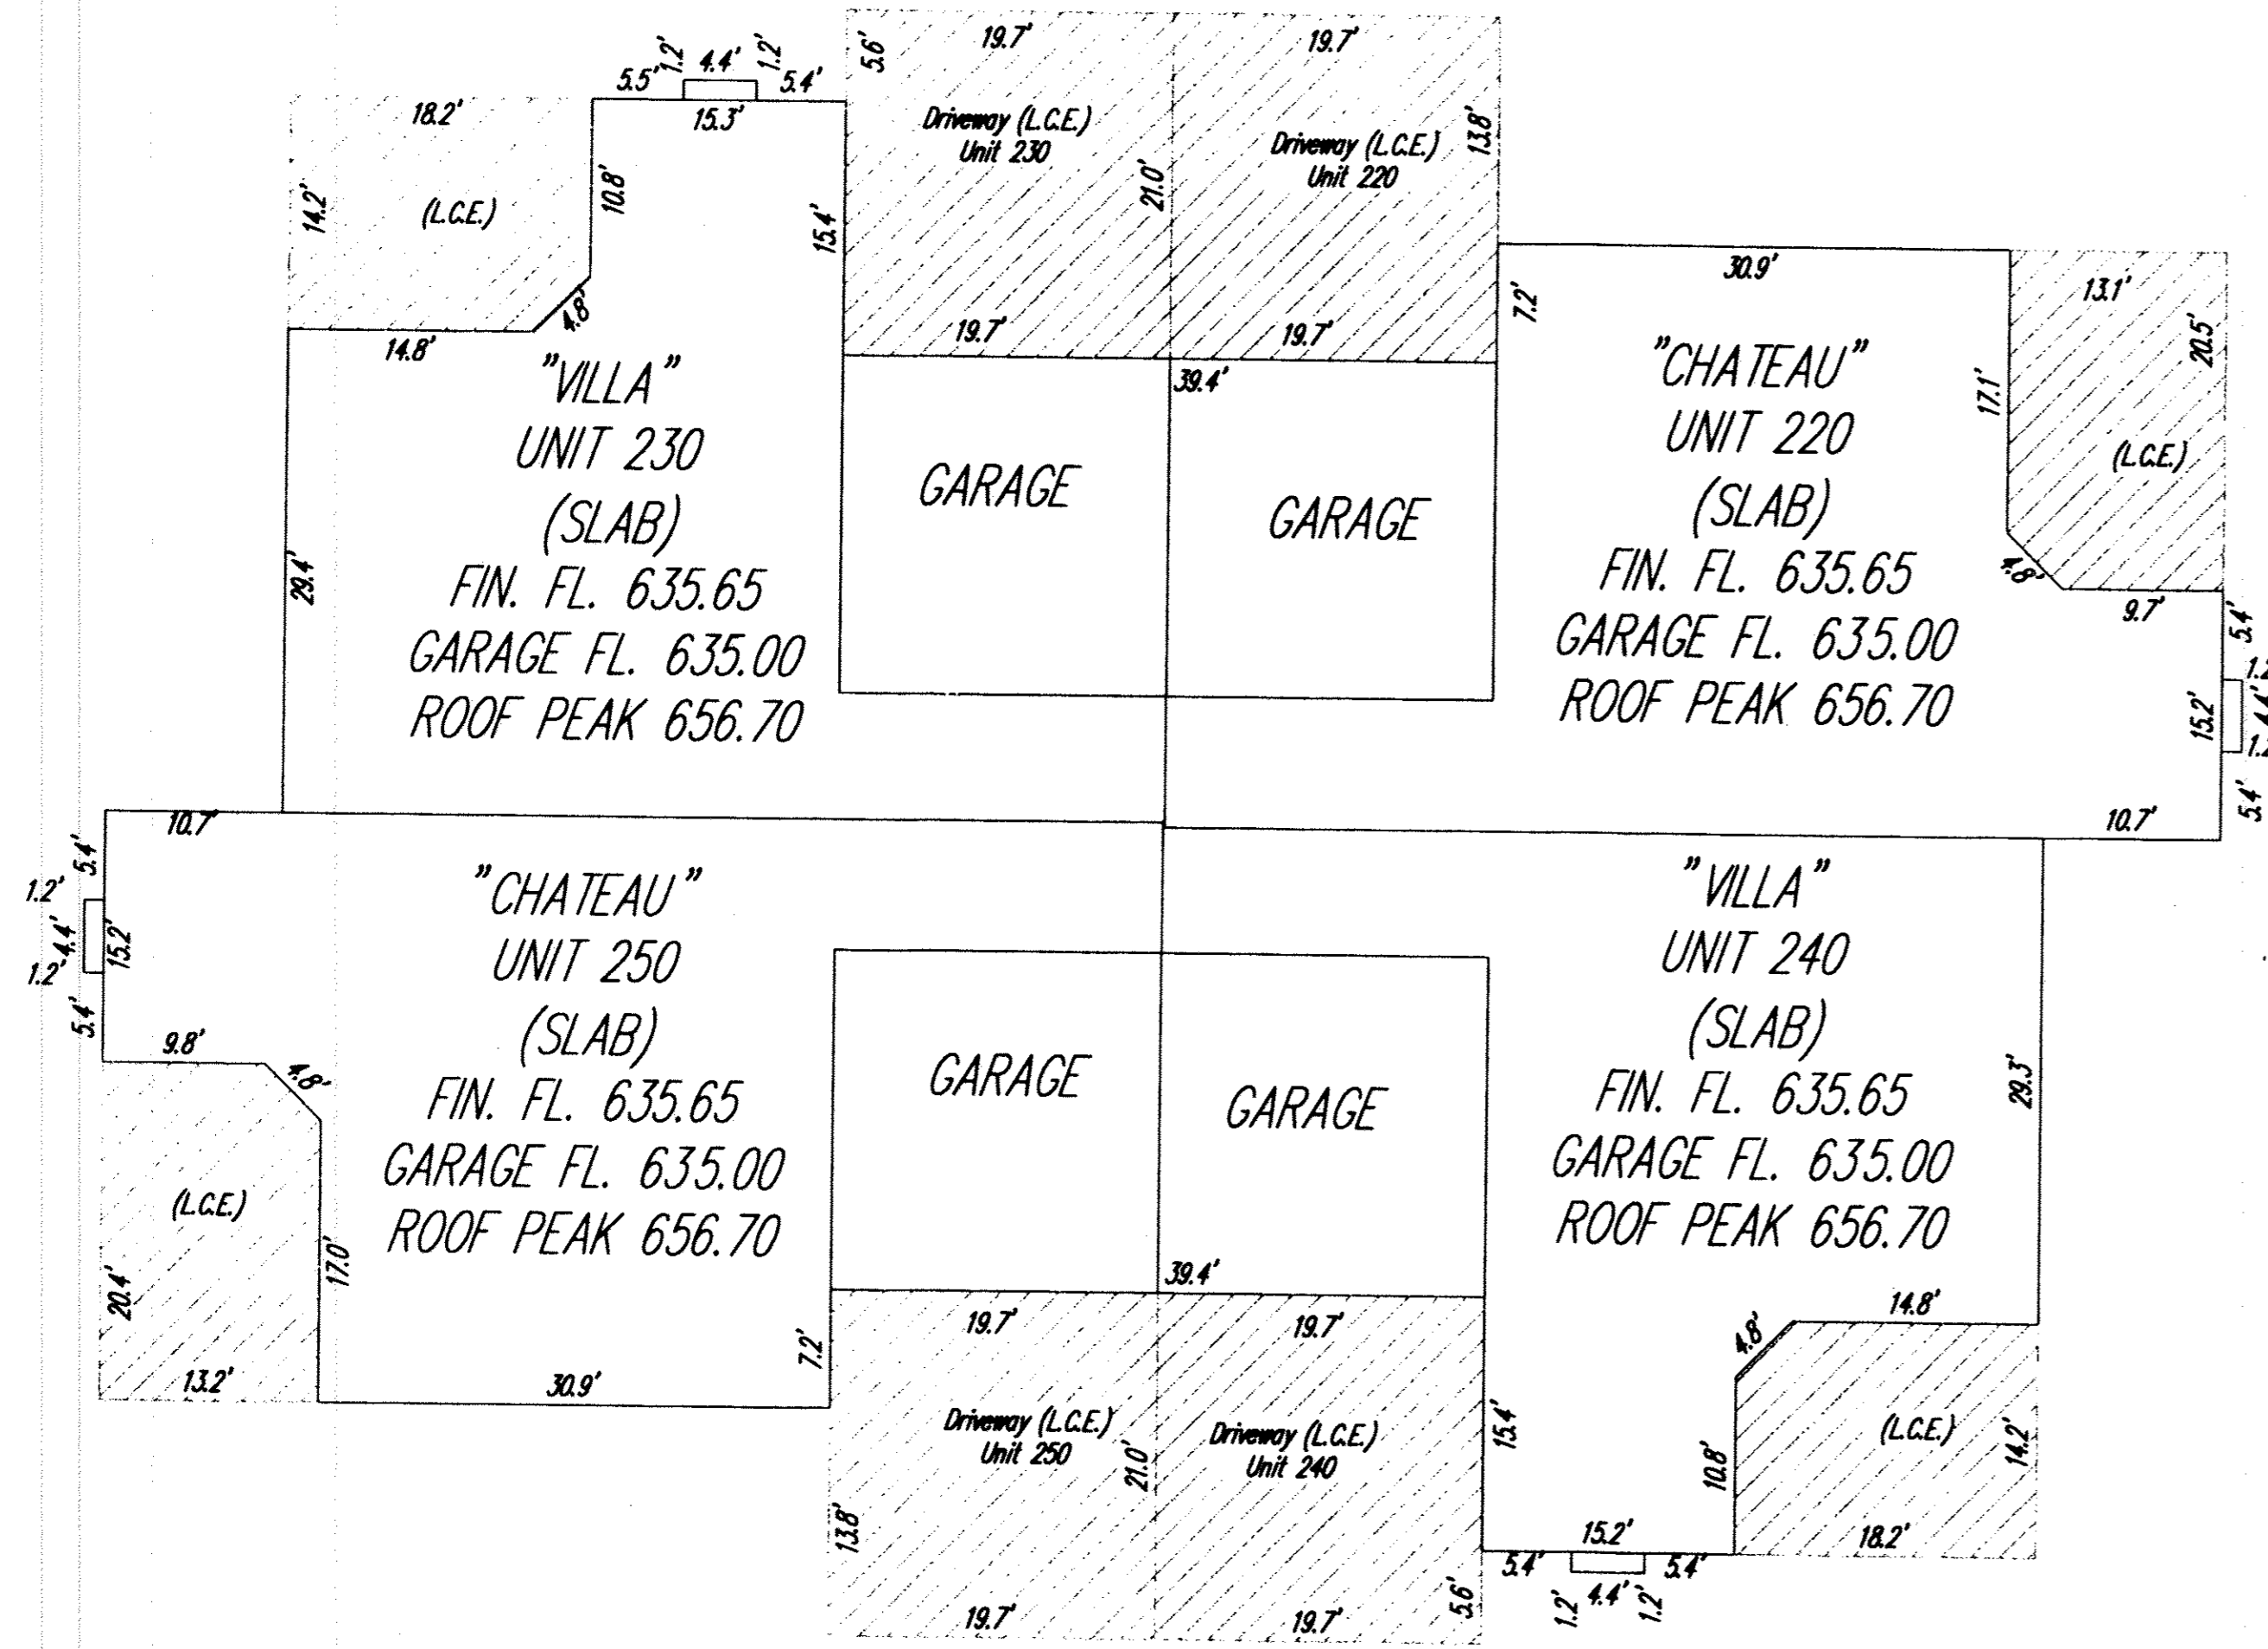 19.7'
19.7'
5.6'
1.2'
4.4'
1.2'
5.5'
5.4'
18.2'
15.3'
Driveway (L.C.E.)
Unit 230
Driveway (L.C.E.)
Unit 220
13.8'
14.2'
(L.C.E.)
10.8'
15.4'
21.0'
4.8'
14.8'
19.7'
19.7'
39.4'
7.2'
30.9'
13.1'
20.5'
17.1'
(L.C.E.)
4.8'
9.7'
5.4'
1.2
4.4'
1.2
15.2'
5.4'
10.7'
"VILLA"
UNIT 230
(SLAB)
FIN. FL. 635.65
GARAGE FL. 635.00
ROOF PEAK 656.70
29.4'
GARAGE
GARAGE
"CHATEAU"
UNIT 220
(SLAB)
FIN. FL. 635.65
GARAGE FL. 635.00
ROOF PEAK 656.70
10.7'
5.4'
1.2'
4.4'
1.2'
15.2'
5.4'
9.8'
4.8'
(L.C.E.)
20.4'
17.0'
13.2'
30.9'
7.2'
"CHATEAU"
UNIT 250
(SLAB)
FIN. FL. 635.65
GARAGE FL. 635.00
ROOF PEAK 656.70
GARAGE
GARAGE
"VILLA"
UNIT 240
(SLAB)
FIN. FL. 635.65
GARAGE FL. 635.00
ROOF PEAK 656.70
29.3'
39.4'
19.7'
19.7'
14.8'
4.8'
Driveway (L.C.E.)
Unit 250
21.0'
Driveway (L.C.E.)
Unit 240
15.4'
10.8'
(L.C.E.)
14.2'
13.8'
15.2'
18.2'
5.4'
5.4'
1.2'
4.4'
1.2'
5.6'
19.7'
19.7'